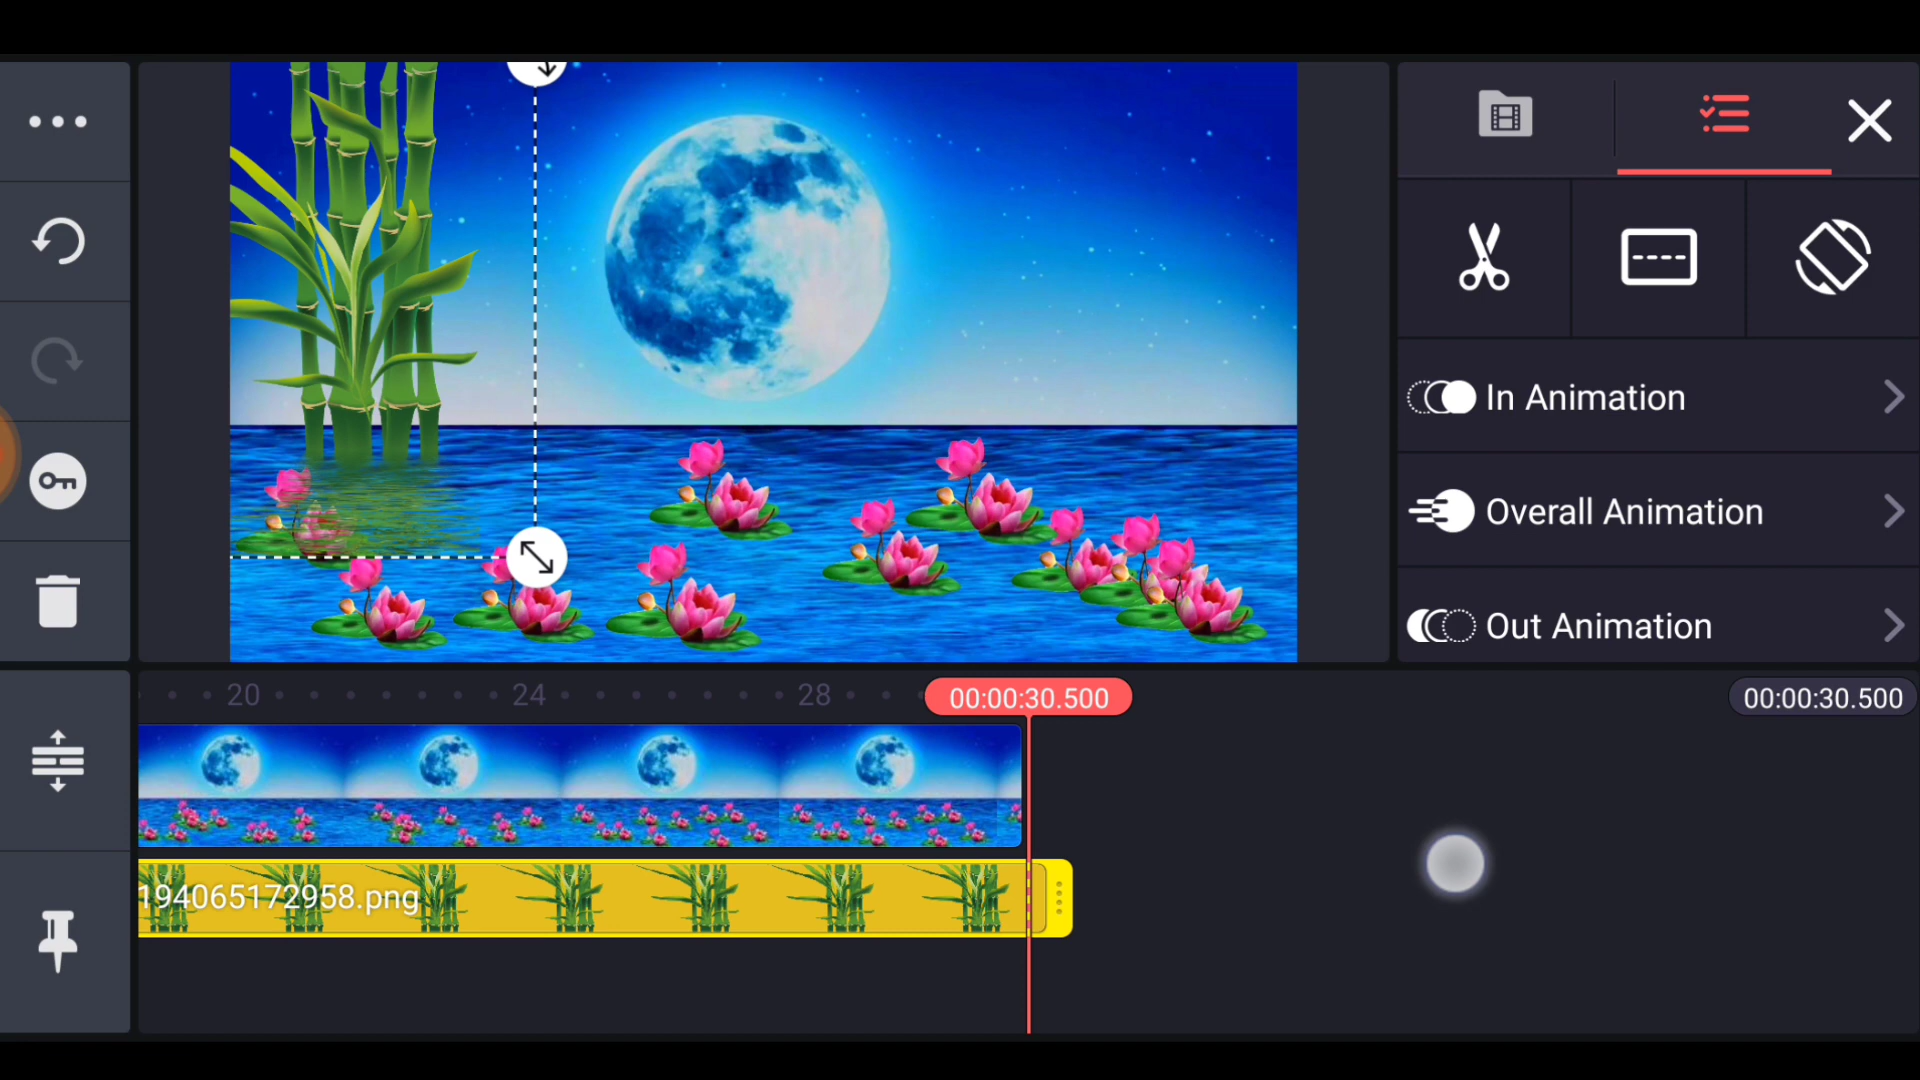 In Animation
Overall Animation
Out Animation
20
24
28
00:00:30.500
00:00:30.500
194065172958.png